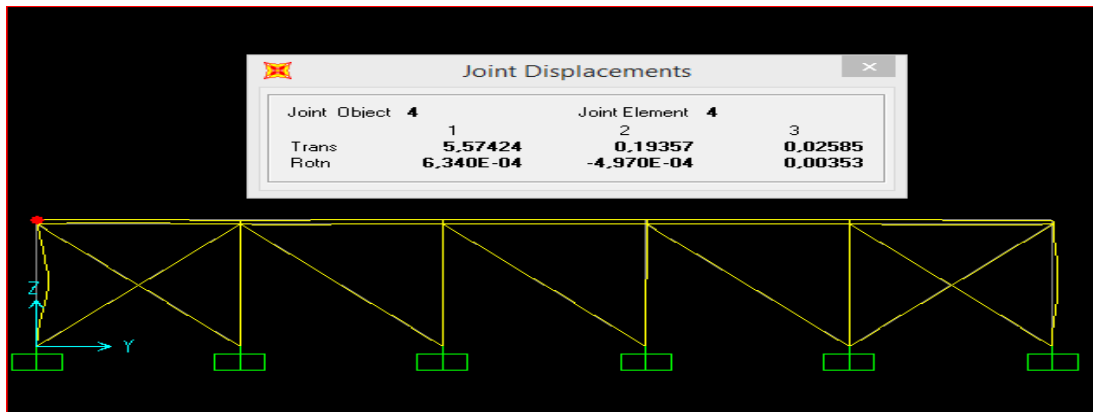 Joint Displacements
Joint Object 4 Joint Element 4
1 2 3
Trans 5,57424 0,19357 0,02585
Rotn 6,340E-04 -4,970E-04 0,00353
Z
Y